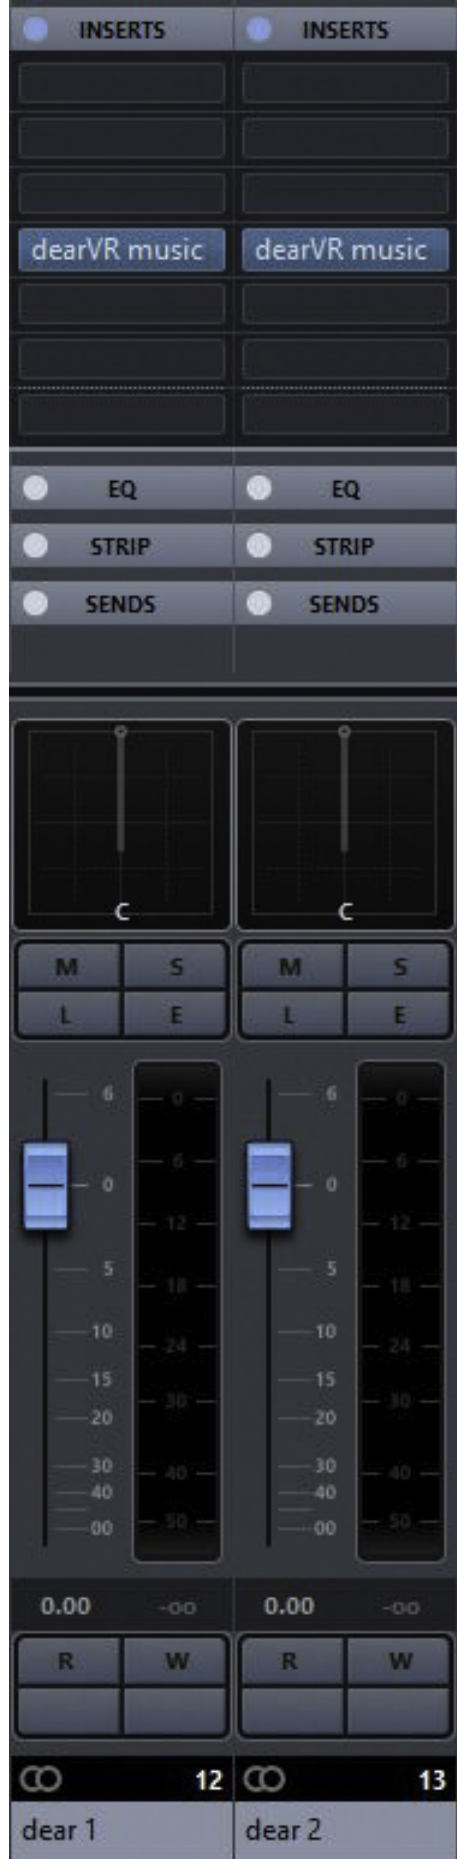 INSERTS INSERTS
dearVR music dearVR music
EQ EQ
STRIP STRIP
SENDS SENDS
C C
M S M S
L E L E
6 0 6 0
6 6
0 0
12 12
5 5
18 18
10 24 10 24
15 15
30 30
20 20
30 40 30 40
40 40
50 50
00 00
0.00 -oo 0.00 -oo
R W R W
12 13
dear 1 dear 2